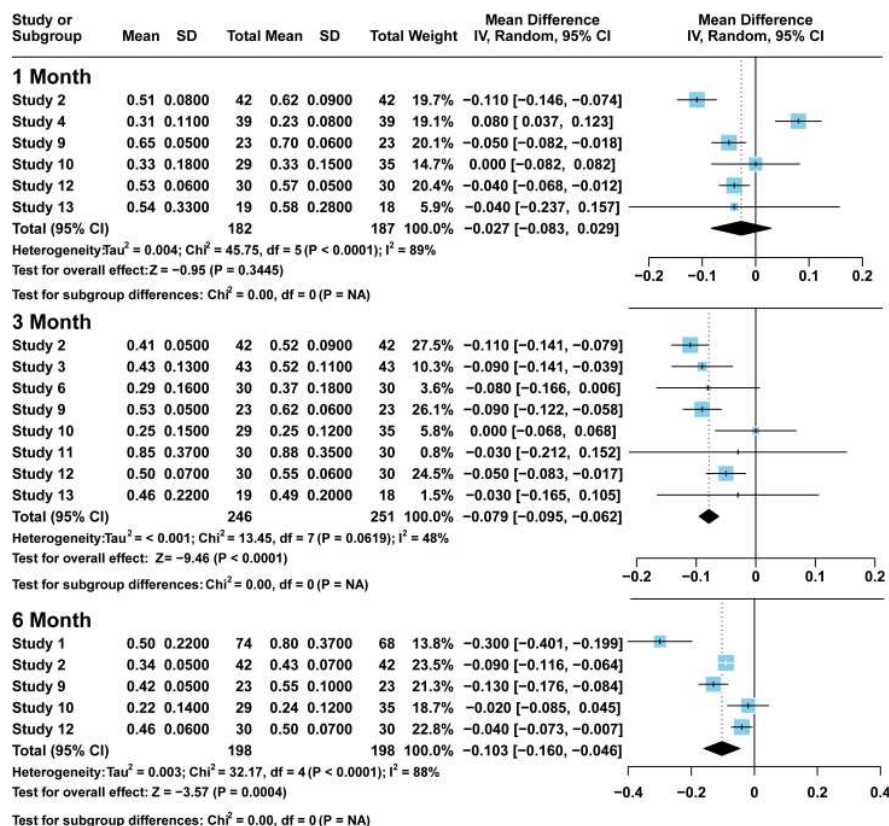 Study or Mean Difference Mean Difference
Subgroup Mean SD Total Mean SD Total Weight IV, Random, 95% CI IV, Random, 95% CI
1 Month
Study 2 0.51 0.0800 42 0.62 0.0900 42 19.7% −0.110 [−0.146, −0.074]
Study 4 0.31 0.1100 39 0.23 0.0800 39 19.1% 0.080 [ 0.037, 0.123]
Study 9 0.65 0.0500 23 0.70 0.0600 23 23 19.3% −0.050 [−0.082, −0.018]
Study 10 0.33 0.1800 29 0.33 0.1500 35 14.7% 0.000 [−0.082, 0.082]
Study 12 0.53 0.0600 30 0.57 0.0500 30 20.4% −0.040 [−0.068, −0.012]
Study 13 0.54 0.3300 19 0.58 0.2800 18 5.9% −0.040 [−0.237, 0.157]
Total (95% CI) 182 187 100.0% −0.027 [−0.083, 0.029]
Heterogeneity:Tau² = 0.004; Chi² = 45.75, df = 5 (P < 0.0001); I² = 89%
Test for overall effect:Z = −0.95 (P = 0.3445)
−0.2 −0.1 0 0.1 0.2
Test for subgroup differences: Chi² = 0.00, df = 0 (P = NA)
3 Month
Study 2 0.41 0.0500 42 0.52 0.0900 42 27.5% −0.110 [−0.141, −0.079]
Study 3 0.43 0.1300 43 0.52 0.1100 43 10.3% −0.090 [−0.141, −0.039]
Study 6 0.29 0.1600 30 0.37 0.1800 30 3.6% −0.080 [−0.166, 0.006]
Study 9 0.53 0.0500 23 0.62 0.0600 23 26.1% −0.090 [−0.122, −0.058]
Study 10 0.25 0.1500 29 0.25 0.1200 35 5.8% 0.000 [−0.068, 0.068]
Study 11 0.85 0.3700 30 0.88 0.3500 30 0.8% −0.030 [−0.212, 0.152]
Study 12 0.50 0.0700 30 0.55 0.0600 30 24.5% −0.050 [−0.083, −0.017]
Study 13 0.46 0.2200 19 0.49 0.2000 18 1.5% −0.030 [−0.165, 0.105]
Total (95% CI) 246 251 100.0% −0.079 [−0.095, −0.062]
Heterogeneity:Tau² = < 0.001; Chi² = 13.45, df = 7 (P = 0.0619); I² = 48%
Test for overall effect: Z= −9.46 (P < 0.0001)
−0.2 −0.1 0 0.1 0.2
Test for subgroup differences: Chi² = 0.00, df = 0 (P = NA)
6 Month
Study 1 0.50 0.2200 74 0.80 0.3700 68 13.8% −0.300 [−0.401, −0.199]
Study 2 0.34 0.0500 42 0.43 0.0700 42 23.5% −0.090 [−0.116, −0.064]
Study 9 0.42 0.0500 23 0.55 0.1000 23 21.3% −0.130 [−0.176, −0.084]
Study 10 0.22 0.1400 29 0.24 0.1200 35 18.7% −0.020 [−0.085, 0.045]
Study 12 0.46 0.0600 30 0.50 0.0700 30 22.8% −0.040 [−0.073, −0.007]
Total (95% CI) 198 198 100.0% −0.103 [−0.160, −0.046]
Heterogeneity:Tau² = 0.003; Chi² = 32.17, df = 4 (P < 0.0001); I² = 88%
Test for overall effect: Z = −3.57 (P = 0.0004)
−0.4 −0.2 0 0.2 0.4
Test for subgroup differences: Chi² = 0.00, df = 0 (P = NA)